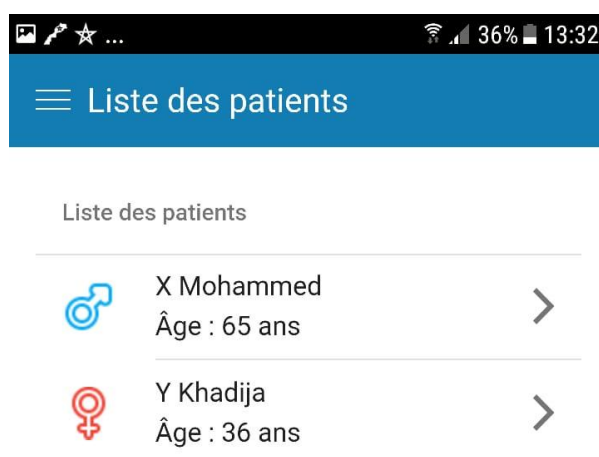 ... 36% 13:32
Liste des patients
Liste des patients
X Mohammed
Âge : 65 ans
Y Khadija
Âge : 36 ans